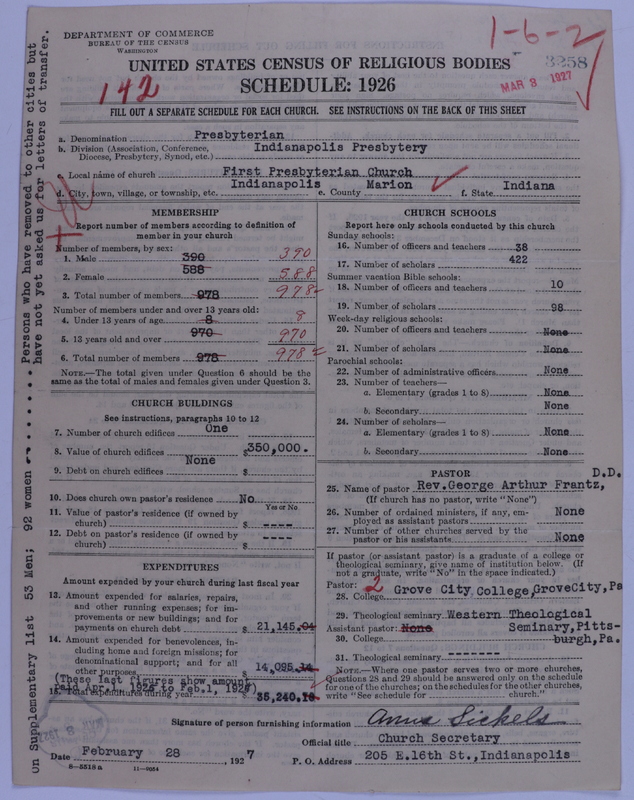 DEPARTMENT OF COMMERCE
BUREAU OF THE CENSUS
WASHINGTON
1-6-2
3258
MAR 3 1927
UNITED STATES CENSUS OF RELIGIOUS BODIES
SCHEDULE: 1926
142
FILL OUT A SEPARATE SCHEDULE FOR EACH CHURCH. SEE INSTRUCTIONS ON THE BACK OF THIS SHEET
a. Denomination Presbyterian
b. Division (Association, Conference, Diocese, Presbytery, Synod, etc.) Indianapolis Presbytery
c. Local name of church First Presbyterian Church
d. City, town, village, or township, etc. Indianapolis e. County Marion f. State Indiana
MEMBERSHIP
Report number of members according to definition of
member in your church
Number of members, by sex:
1. Male 390 390
2. Female 588 588
3. Total number of members 978 978
Number of members under and over 13 years old:
4. Under 13 years of age 8 8
5. 13 years old and over 970 970
6. Total number of members 978 978
NOTE.—The total given under Question 6 should be
same as the total of males and females given under Question 3.
CHURCH BUILDINGS
See instructions, paragraphs 10 to 12
7. Number of church edifices One
8. Value of church edifices $350,000.
9. Debt on church edifices None $
10. Does church own pastor's residence No
Yes or No
11. Value of pastor's residence (if owned by
church) $ ----
12. Debt on pastor's residence (if owned by
church) $ ----
EXPENDITURES
Amount expended by your church during last fiscal year
13. Amount expended for salaries, repairs,
and other running expenses; for im-
provements or new buildings; and for
payments on church debt $ 21,145.04
14. Amount expended for benevolences, in-
cluding home and foreign missions; for
denominational support; and for all
other purposes 14,095.14
(These last figures show amount
paid Apr.1, 1926 to Feb.1, 1927)
15. Total expenditures during year $ 35,240.18
CHURCH SCHOOLS
Report here only schools conducted by this church
Sunday schools:
16. Number of officers and teachers 38
17. Number of scholars 422
Summer vacation Bible schools:
18. Number of officers and teachers 10
19. Number of scholars 98
Week-day religious schools:
20. Number of officers and teachers None
21. Number of scholars None
Parochial schools:
22. Number of administrative officers None
23. Number of teachers—
a. Elementary (grades 1 to 8) None
b. Secondary None
24. Number of scholars—
a. Elementary (grades 1 to 8) None
b. Secondary None
PASTOR
25. Name of pastor Rev.George Arthur Frantz, D.D.
(If church has no pastor, write "None")
26. Number of ordained ministers, if any, em-
ployed as assistant pastors None
27. Number of other churches served by the
pastor or his assistants None
If pastor (or assistant pastor) is a graduate of a college or
theological seminary, give name of institution below. (If
not a graduate, write "No" in the space indicated.)
Pastor: 2
28. College Grove City College,GroveCity,Pa
29. Theological seminary Western Theological
Assistant pastor: None Seminary,Pitts-
30. College burgh,Pa.
31. Theological seminary --------
NOTE.—Where one pastor serves two or more churches,
Questions 28 and 29 should be answered only on the schedule
for one of the churches; on the schedules for the other churches,
write "See schedule for church."
Signature of person furnishing information Anna Sickels
Official title Church Secretary
Date February 28, 1927 P. O. Address 205 E.16th St.,Indianapolis
8—5518 a 11—9084
On Supplementary list 53 Men; 92 women -- ...... Persons who have removed to other cities but
have not yet asked us for letters of transfer.